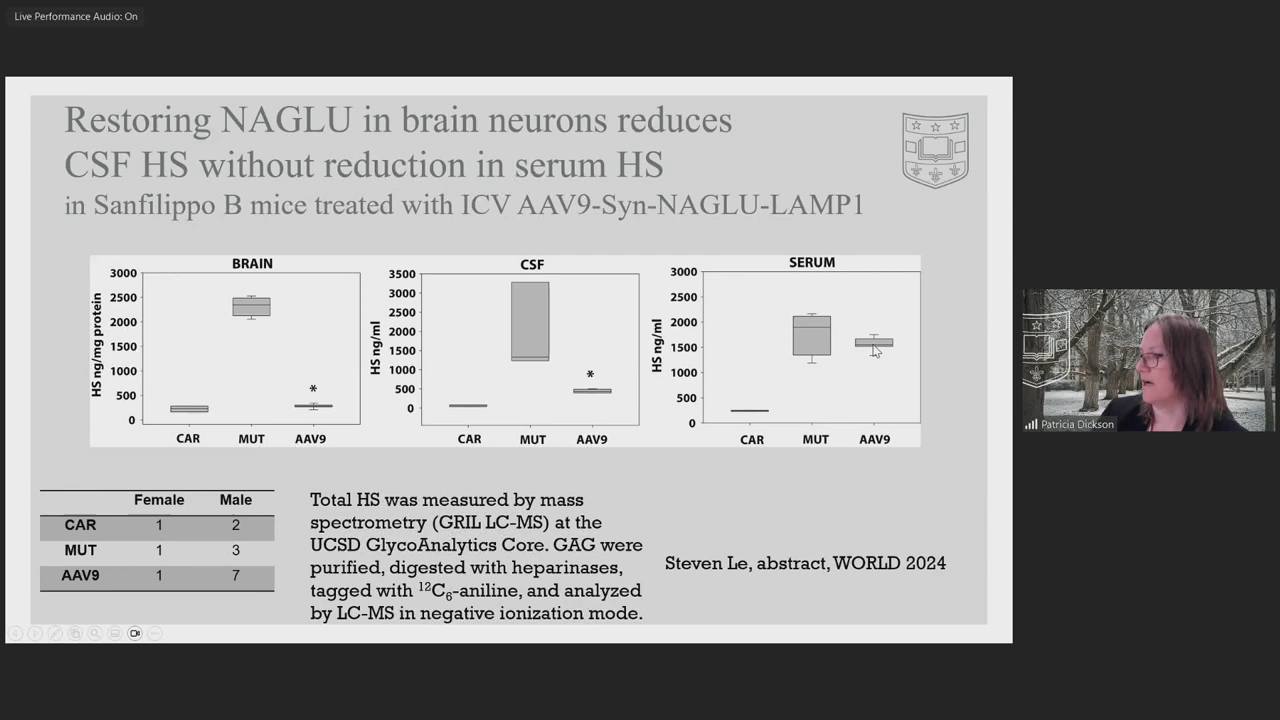 Live Performance Audio: On
Restoring NAGLU in brain neurons reduces
CSF HS without reduction in serum HS
in Sanfilippo B mice treated with ICV AAV9-Syn-NAGLU-LAMP1
BRAIN
3000
2500
2000
1500
1000
500
0
HS ng/mg protein
CAR MUT AAV9
*
CSF
3500
3000
2500
2000
1500
1000
500
0
HS ng/ml
CAR MUT AAV9
*
SERUM
3000
2500
2000
1500
1000
500
0
HS ng/ml
CAR MUT AAV9
Female Male
CAR 1 2
MUT 1 3
AAV9 1 7
Total HS was measured by mass
spectrometry (GRIL LC-MS) at the
UCSD GlycoAnalytics Core. GAG were
purified, digested with heparinases,
tagged with ¹²C₆-aniline, and analyzed
by LC-MS in negative ionization mode.
Steven Le, abstract, WORLD 2024
Patricia Dickson